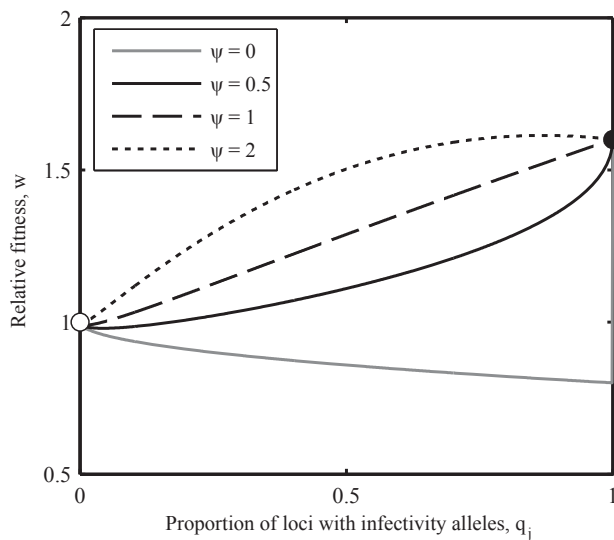 2
ψ = 0
ψ = 0.5
ψ = 1
ψ = 2
1.5
Relative fitness, w
1
0.5
0 0.5 1
Proportion of loci with infectivity alleles, q_j